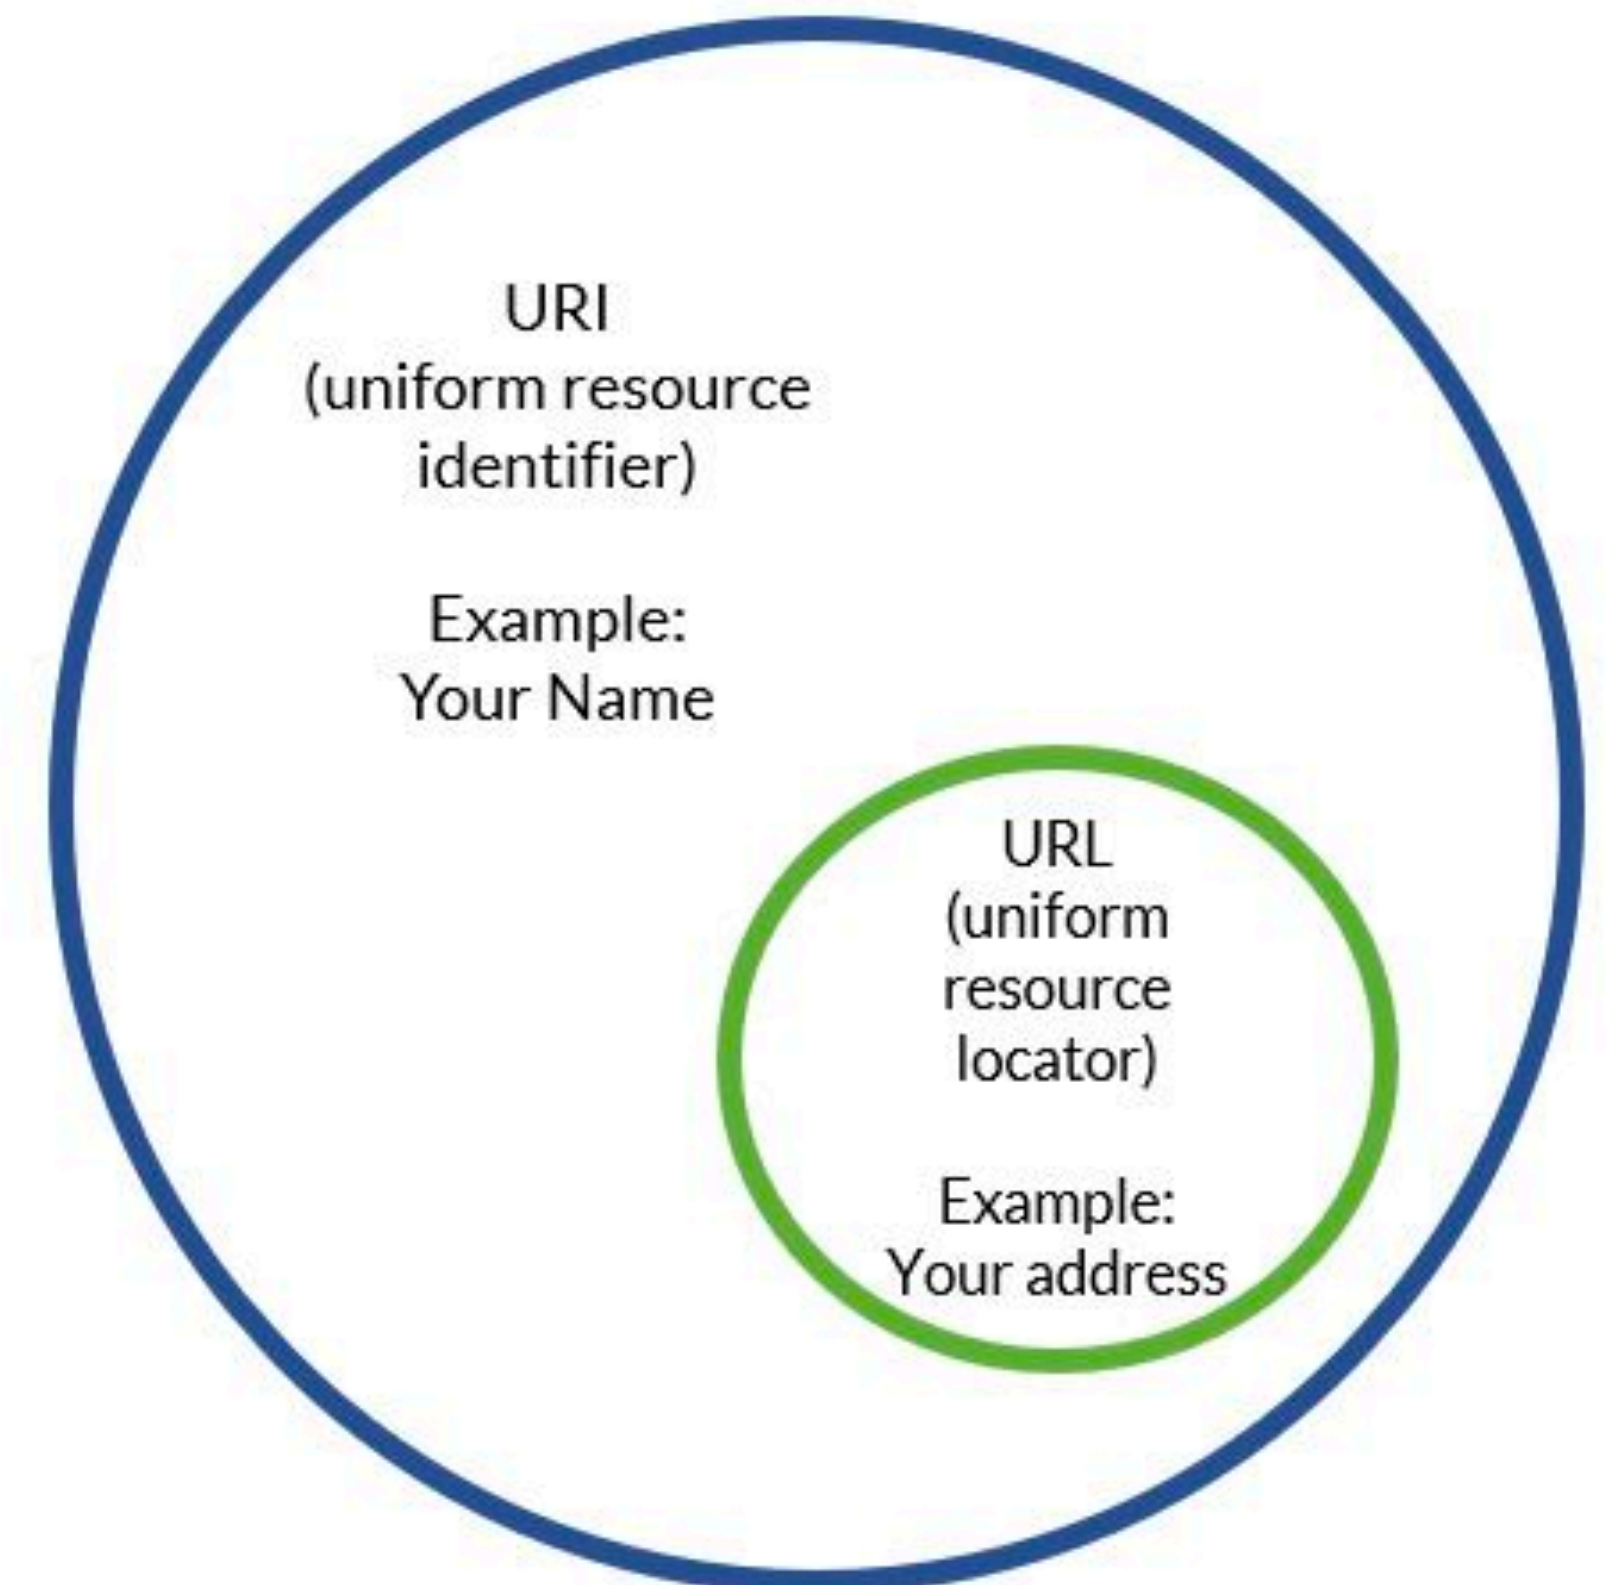 URI
(uniform resource
identifier)
Example:
Your Name
URL
(uniform
resource
locator)
Example:
Your address